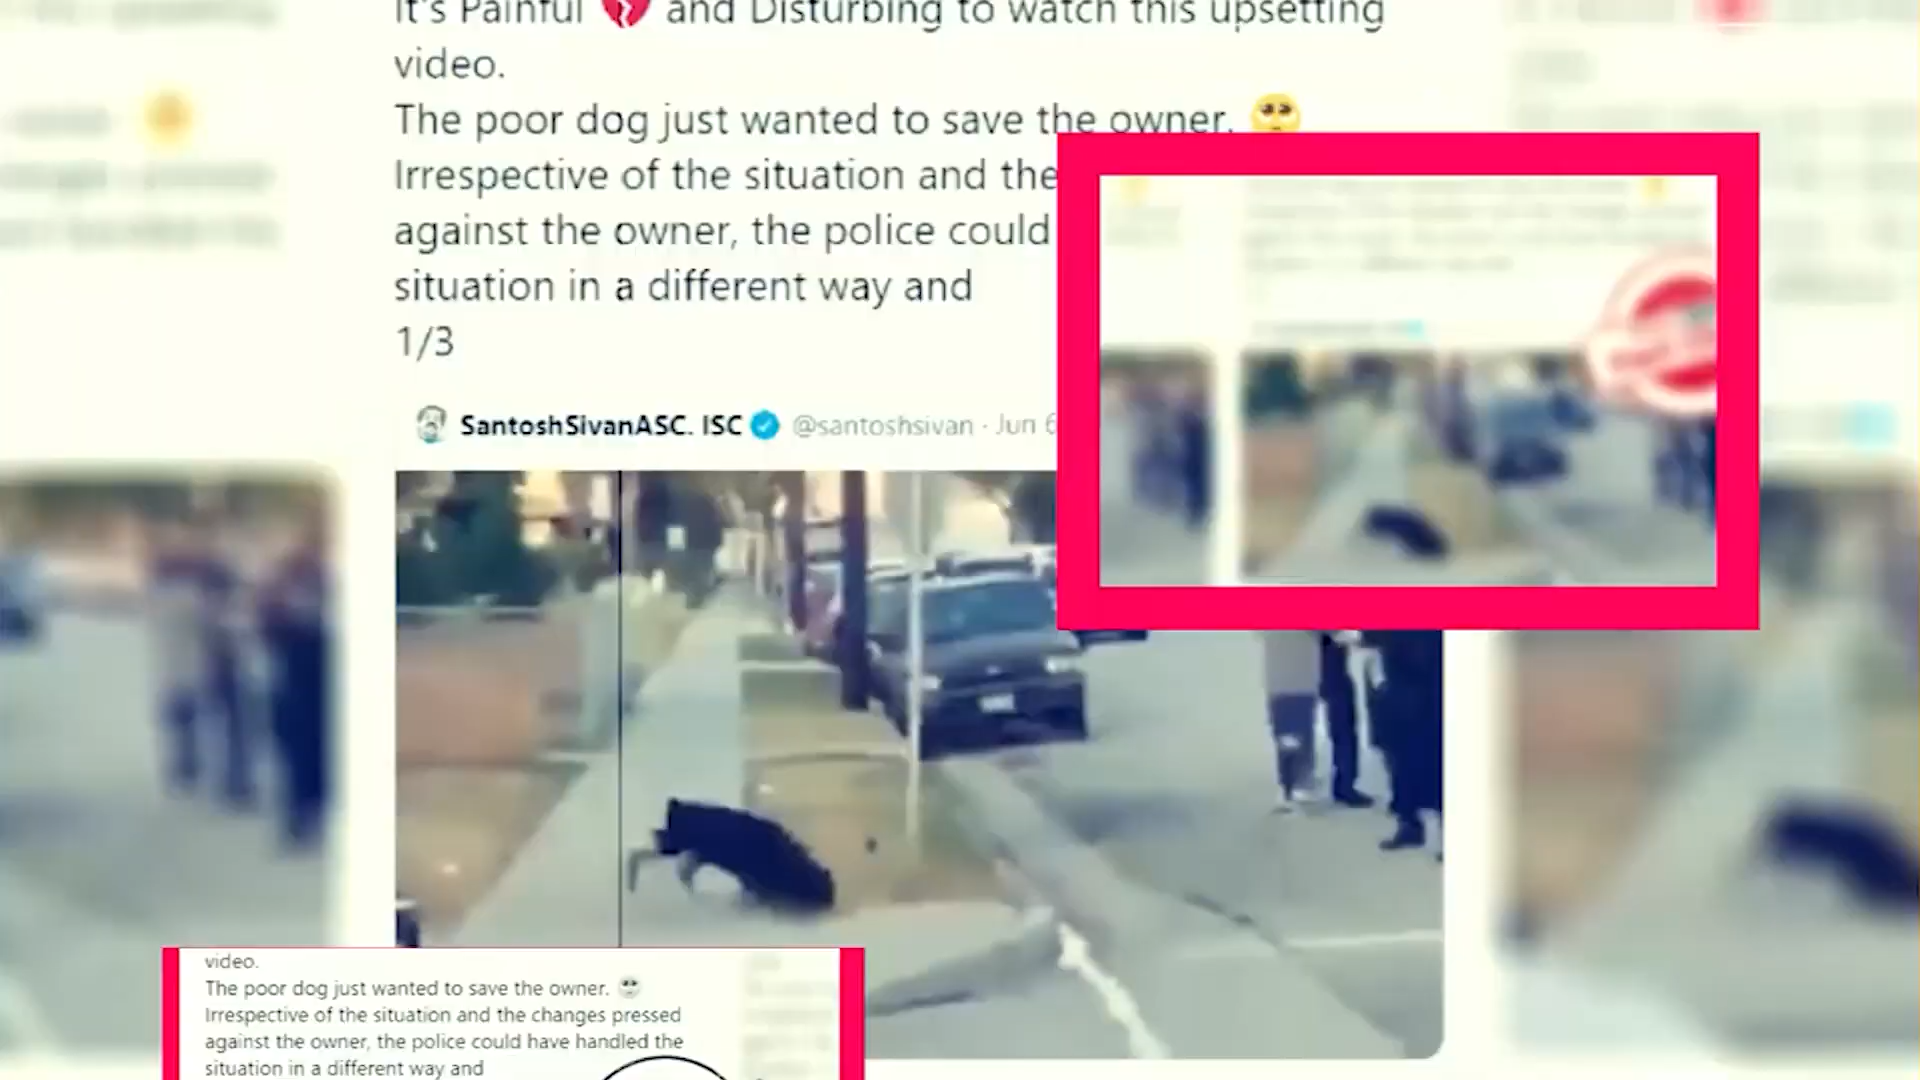 It's Painful 💔 and Disturbing to watch this upsetting
video.
The poor dog just wanted to save the owner. 🥺
Irrespective of the situation and the
against the owner, the police could
situation in a different way and
1/3
SantoshSivanASC. ISC @santoshsivan · Jun 6
video.
The poor dog just wanted to save the owner. 🥺
Irrespective of the situation and the changes pressed
against the owner, the police could have handled the
situation in a different way and